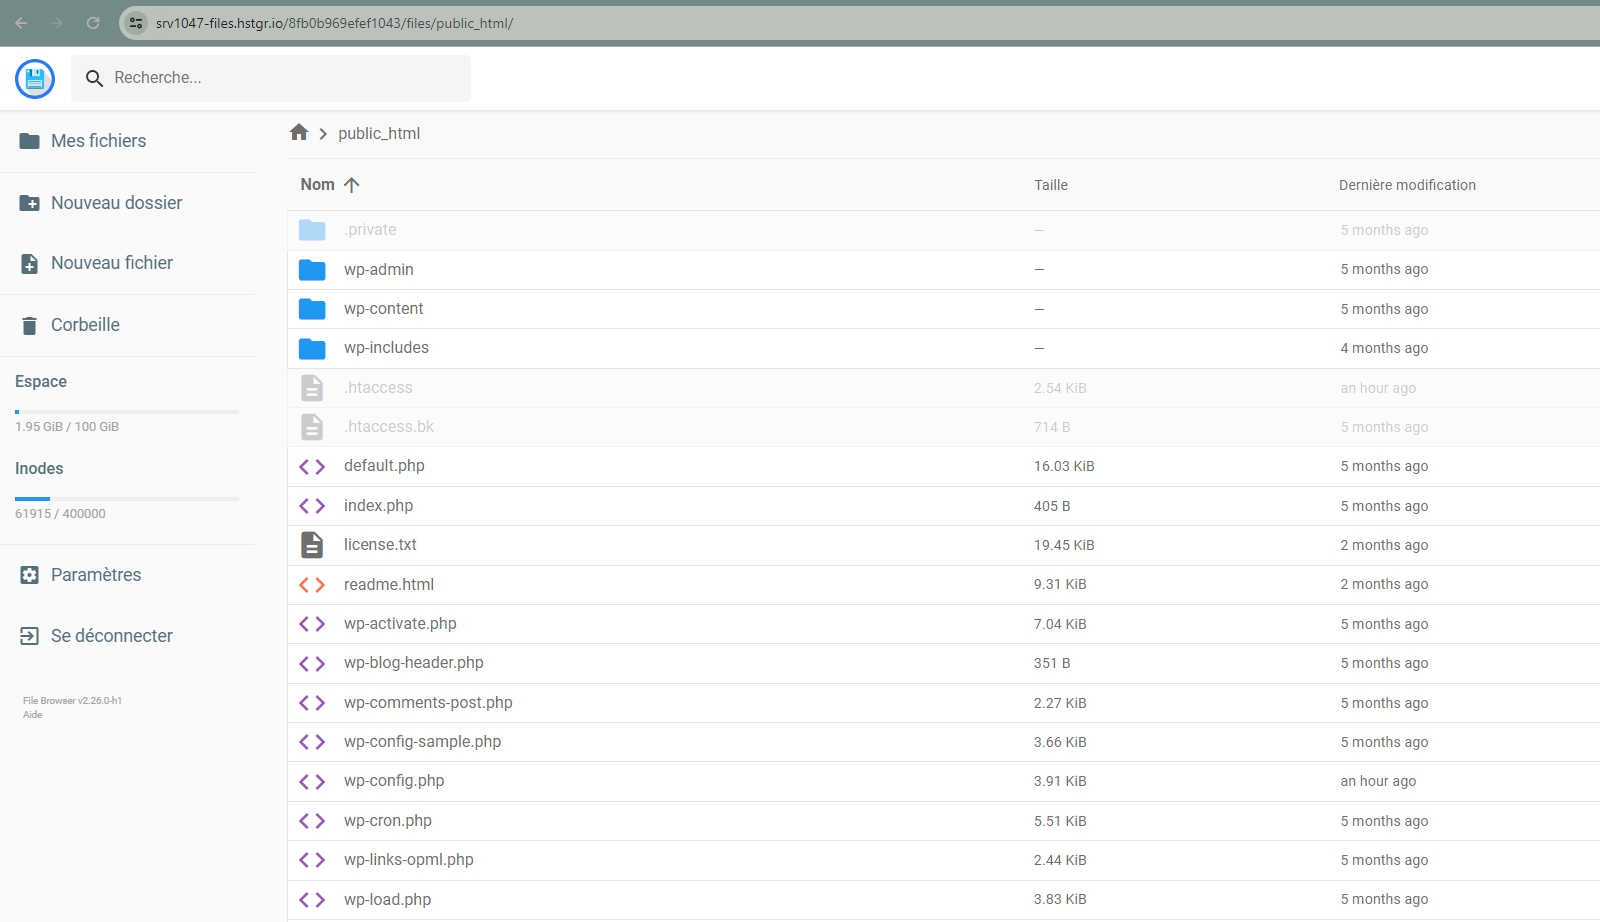 srv1047-files.hstgr.io/8fb0b969efef1043/files/public_html/
Recherche...
Mes fichiers
Nouveau dossier
Nouveau fichier
Corbeille
Espace
1.95 GiB / 100 GiB
Inodes
61915 / 400000
Paramètres
Se déconnecter
File Browser v2.26.0-h1
Aide
public_html
Nom Taille Dernière modification
.private — 5 months ago
wp-admin — 5 months ago
wp-content — 5 months ago
wp-includes — 4 months ago
.htaccess 2.54 KiB an hour ago
.htaccess.bk 714 B 5 months ago
default.php 16.03 KiB 5 months ago
index.php 405 B 5 months ago
license.txt 19.45 KiB 2 months ago
readme.html 9.31 KiB 2 months ago
wp-activate.php 7.04 KiB 5 months ago
wp-blog-header.php 351 B 5 months ago
wp-comments-post.php 2.27 KiB 5 months ago
wp-config-sample.php 3.66 KiB 5 months ago
wp-config.php 3.91 KiB an hour ago
wp-cron.php 5.51 KiB 5 months ago
wp-links-opml.php 2.44 KiB 5 months ago
wp-load.php 3.83 KiB 5 months ago